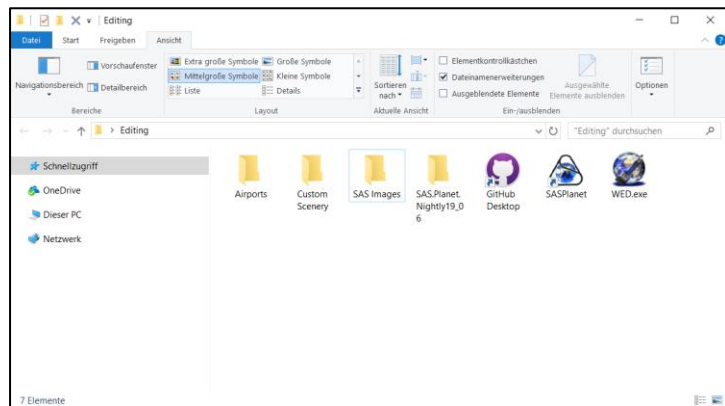 Editing
Datei Start Freigeben Ansicht
Navigationsbereich
Vorschaufenster
Detailbereich
Bereiche
Extra große Symbole Große Symbole
Mittelgroße Symbole Kleine Symbole
Liste Details
Layout
Sortieren
nach
Aktuelle Ansicht
Elementkontrollkästchen
Dateinamenerweiterungen
Ausgeblendete Elemente
Ausgewählte
Elemente ausblenden
Ein-/ausblenden
Optionen
Editing
"Editing" durchsuchen
Schnellzugriff
OneDrive
Dieser PC
Netzwerk
Airports
Custom
Scenery
SAS Images
SAS.Planet.
Nightly19_0
6
GitHub
Desktop
SASPlanet
WED.exe
7 Elemente